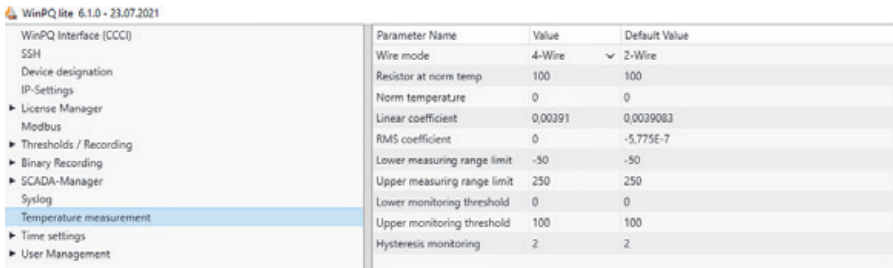 WinPQ lite 6.1.0 - 23.07.2021
WinPQ Interface (CCCI)
SSH
Device designation
IP-Settings
License Manager
Modbus
Thresholds / Recording
Binary Recording
SCADA-Manager
Syslog
Temperature measurement
Time settings
User Management
Parameter Name Value Default Value
Wire mode 4-Wire 2-Wire
Resistor at norm temp 100 100
Norm temperature 0 0
Linear coefficient 0,00391 0,0039083
RMS coefficient 0 -5,775E-7
Lower measuring range limit -50 -50
Upper measuring range limit 250 250
Lower monitoring threshold 0 0
Upper monitoring threshold 100 100
Hysteresis monitoring 2 2